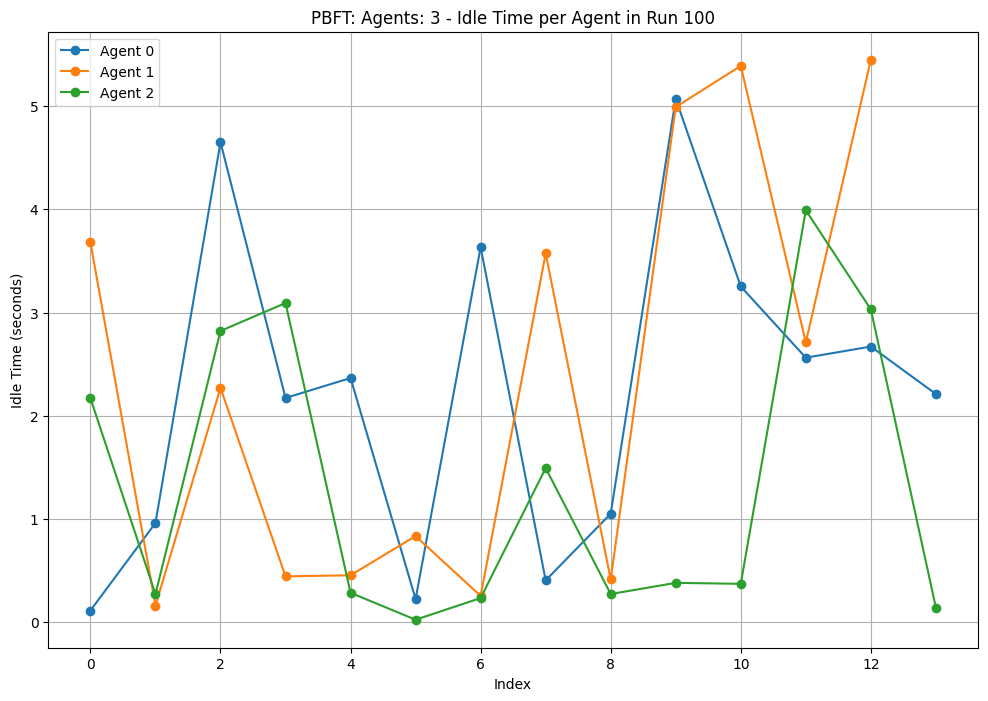 PBFT: Agents: 3 - Idle Time per Agent in Run 100
Agent 0
Agent 1
Agent 2
Idle Time (seconds)
5
4
3
2
1
0
0 2 4 6 8 10 12
Index